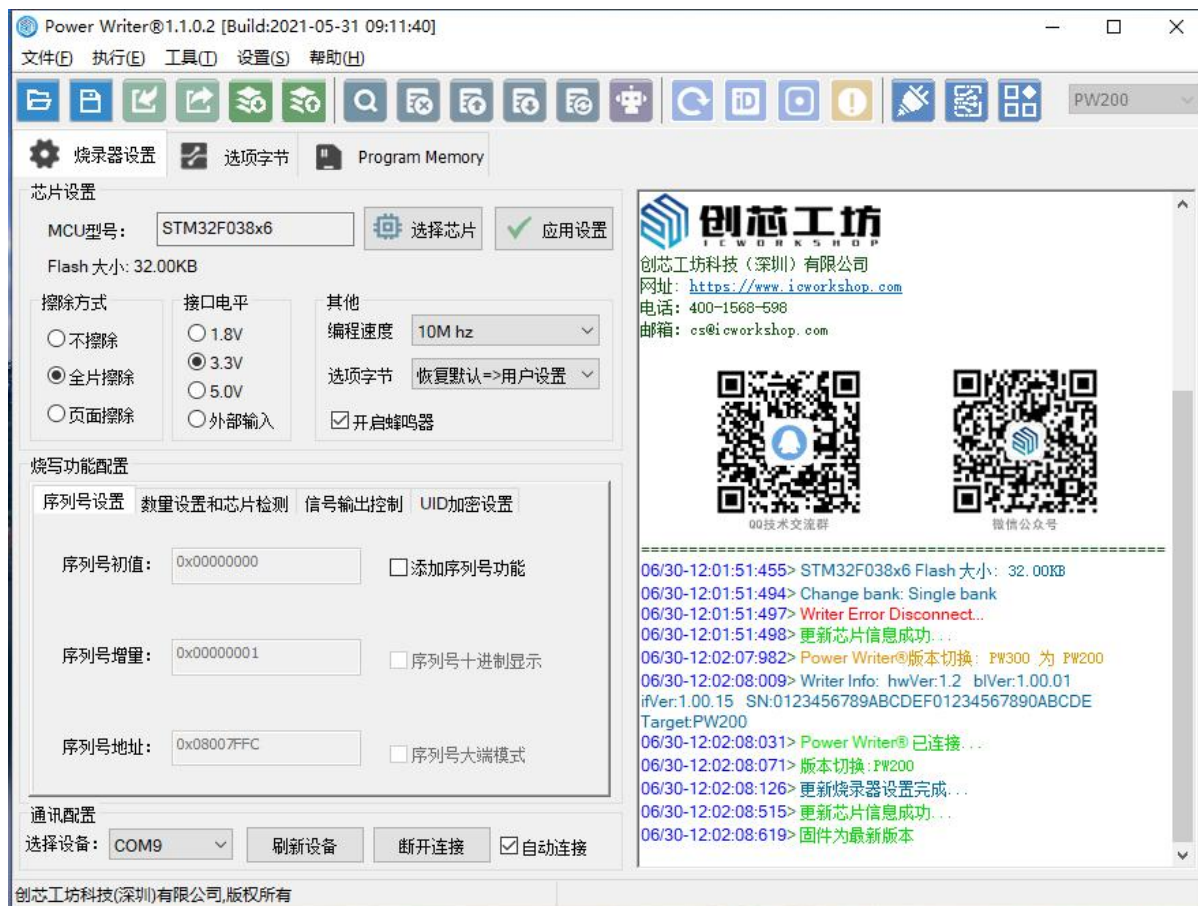 Power Writer®1.1.0.2 [Build:2021-05-31 09:11:40]
文件(F) 执行(E) 工具(T) 设置(S) 帮助(H)
iD
PW200
烧录器设置 选项字节 Program Memory
芯片设置
MCU型号: STM32F038x6 选择芯片 应用设置
Flash 大小: 32.00KB
擦除方式 接口电平 其他
不擦除 1.8V 编程速度 10M hz
全片擦除 3.3V 选项字节 恢复默认=>用户设置
页面擦除 5.0V
外部输入 开启蜂鸣器
烧写功能配置
序列号设置 数量设置和芯片检测 信号输出控制 UID加密设置
序列号初值: 0x00000000 添加序列号功能
序列号增量: 0x00000001 序列号十进制显示
序列号地址: 0x08007FFC 序列号大端模式
通讯配置
选择设备: COM9 刷新设备 断开连接 自动连接
创芯工坊科技(深圳)有限公司,版权所有
创芯工坊
ICWORKSHOP
创芯工坊科技（深圳）有限公司
网址: https://www.icworkshop.com
电话: 400-1568-598
邮箱: cs@icworkshop.com
QQ技术交流群 微信公众号
=======================================================
06/30-12:01:51:455> STM32F038x6 Flash 大小: 32.00KB
06/30-12:01:51:494> Change bank: Single bank
06/30-12:01:51:497> Writer Error Disconnect...
06/30-12:01:51:498> 更新芯片信息成功...
06/30-12:02:07:982> Power Writer®版本切换: PW300 为 PW200
06/30-12:02:08:009> Writer Info: hwVer:1.2 blVer:1.00.01
ifVer:1.00.15 SN:0123456789ABCDEF01234567890ABCDE
Target:PW200
06/30-12:02:08:031> Power Writer® 已连接...
06/30-12:02:08:071> 版本切换:PW200
06/30-12:02:08:126> 更新烧录器设置完成...
06/30-12:02:08:515> 更新芯片信息成功...
06/30-12:02:08:619> 固件为最新版本